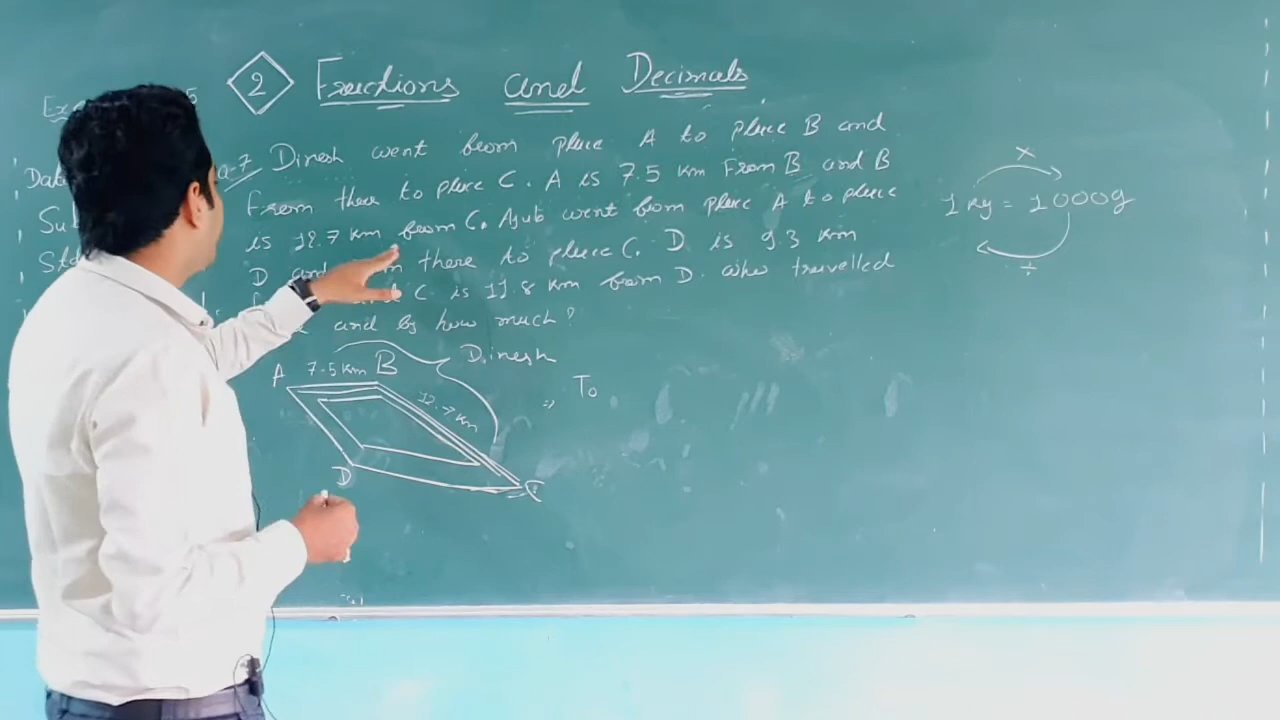 2 Fractions and Decimals
Q-7 Dinesh went from place A to place B and
From there to place C. A is 7.5 km From B and B
is 12.7 km from C. Ayub went from place A to place
D and there to place C. D is 9.3 km
C is 11.8 km from D. who travelled
and by how much?
A 7.5 km B
Dinesh
12.7 km
To
D
C
1 kg = 1000g
×
÷